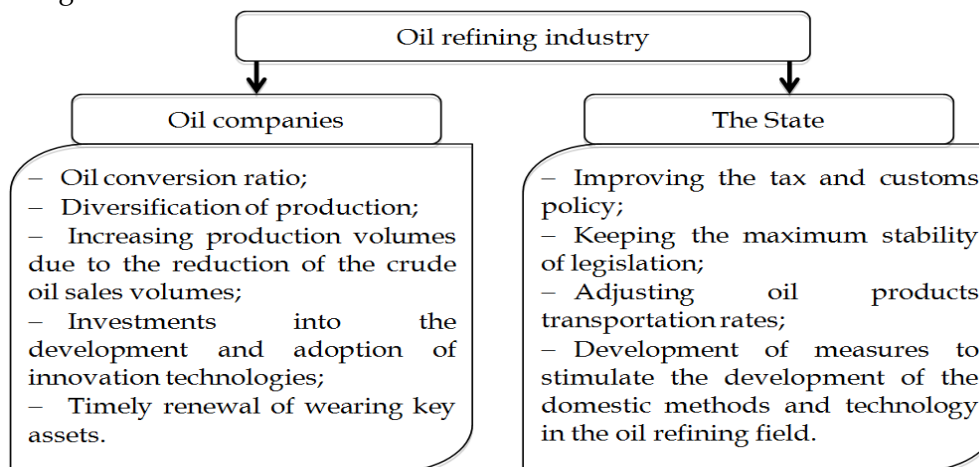 Oil refining industry
Oil companies
– Oil conversion ratio;
– Diversification of production;
– Increasing production volumes
due to the reduction of the crude
oil sales volumes;
– Investments into the
development and adoption of
innovation technologies;
– Timely renewal of wearing key
assets.
The State
– Improving the tax and customs
policy;
– Keeping the maximum stability
of legislation;
– Adjusting oil products
transportation rates;
– Development of measures to
stimulate the development of the
domestic methods and technology
in the oil refining field.